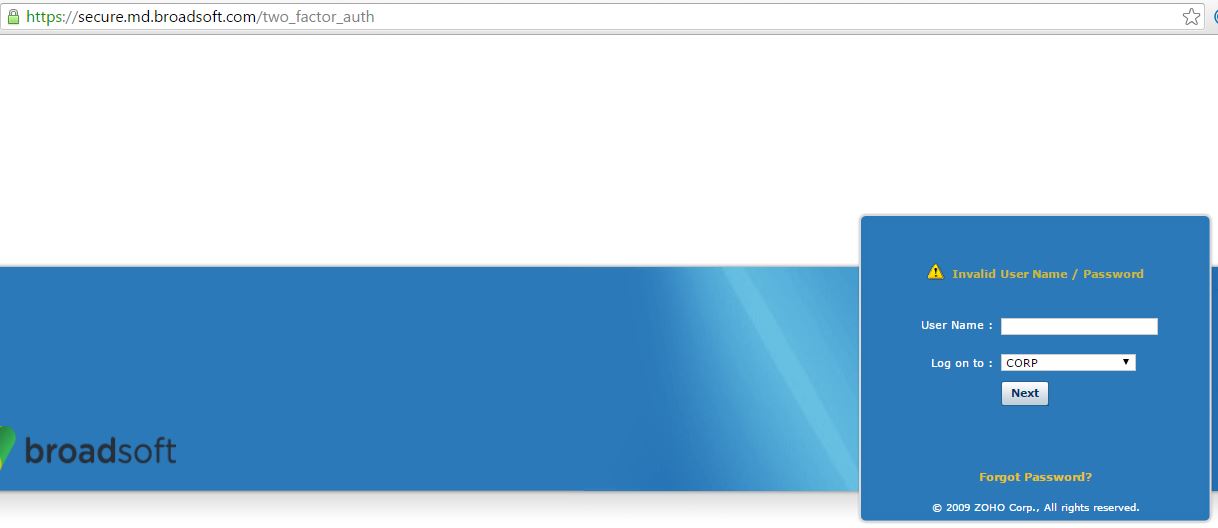 https://secure.md.broadsoft.com/two_factor_auth
Invalid User Name / Password
User Name :
Log on to : CORP
Next
broadsoft
Forgot Password?
© 2009 ZOHO Corp., All rights reserved.